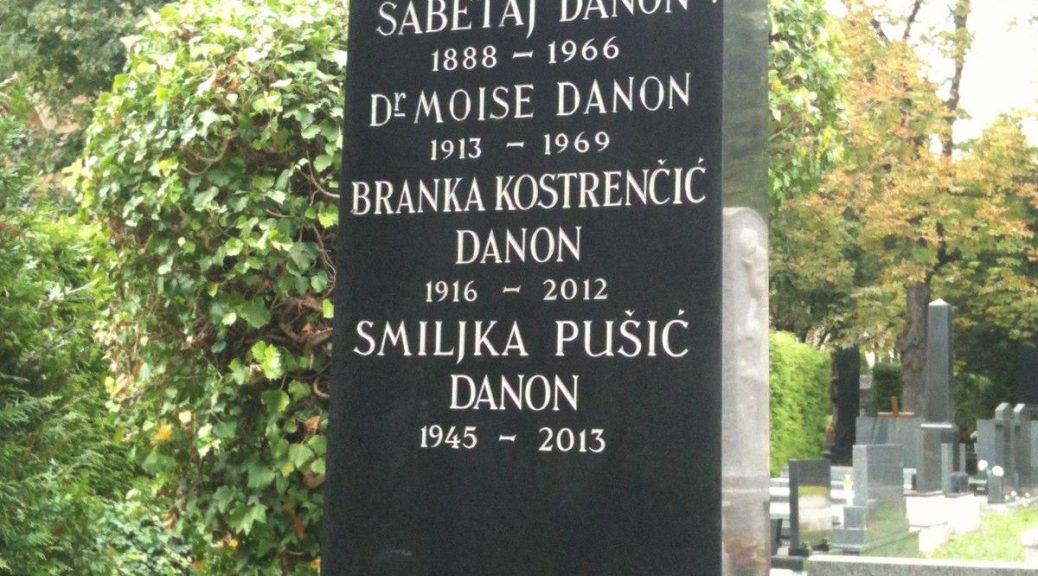 SABETAJ DANON
1888 – 1966
Dr MOISE DANON
1913 – 1969
BRANKA KOSTRENČIĆ
DANON
1916 – 2012
SMILJKA PUŠIĆ
DANON
1945 – 2013